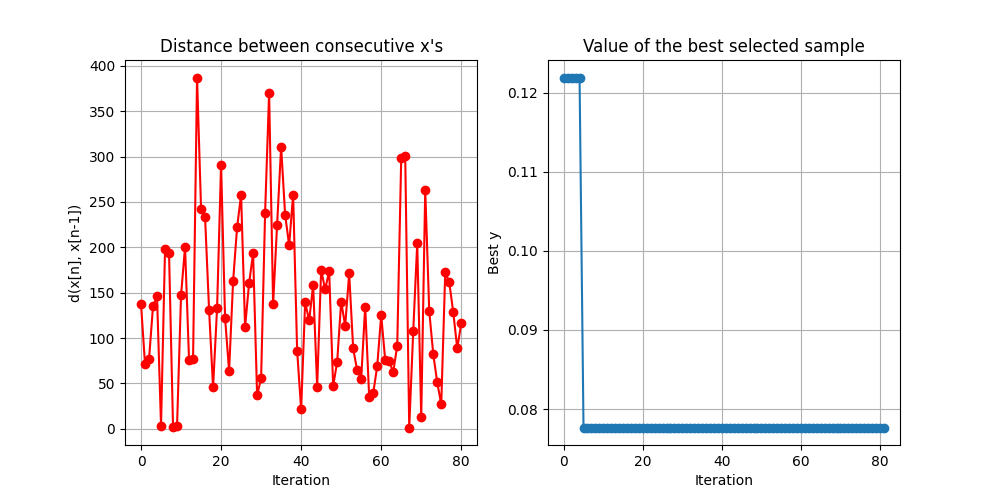 Distance between consecutive x's
d(x[n], x[n-1])
400
350
300
250
200
150
100
50
0
0 20 40 60 80
Iteration
Value of the best selected sample
Best y
0.12
0.11
0.10
0.09
0.08
0 20 40 60 80
Iteration